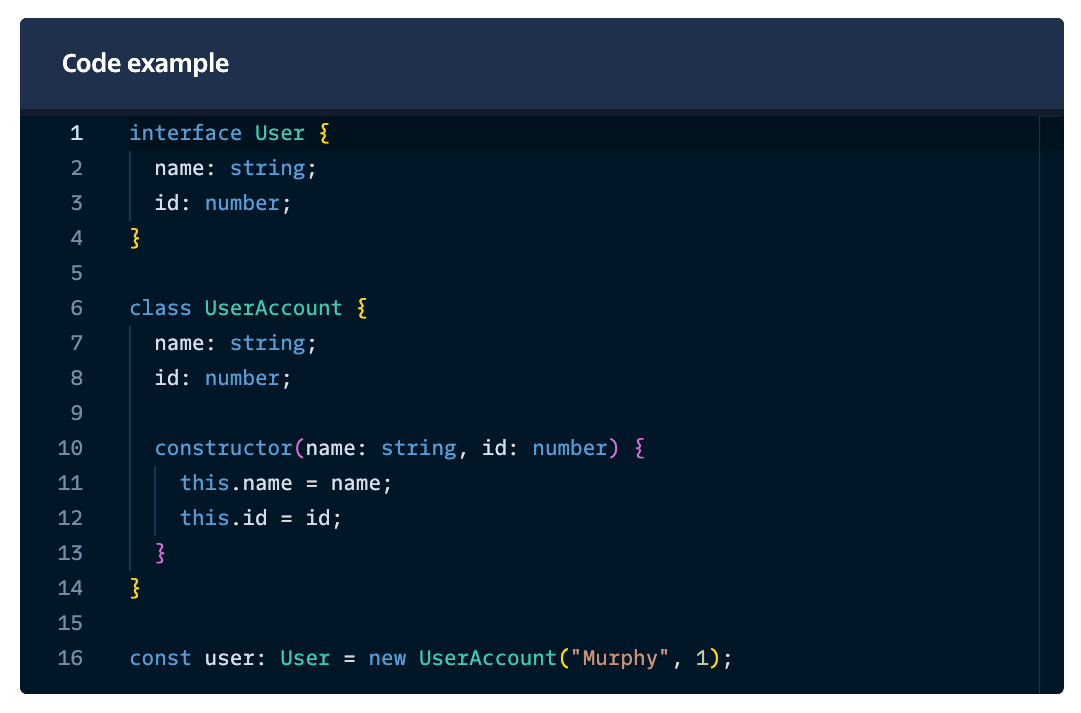 Code example
1 interface User {
2   name: string;
3   id: number;
4 }
5
6 class UserAccount {
7   name: string;
8   id: number;
9
10   constructor(name: string, id: number) {
11     this.name = name;
12     this.id = id;
13   }
14 }
15
16 const user: User = new UserAccount("Murphy", 1);